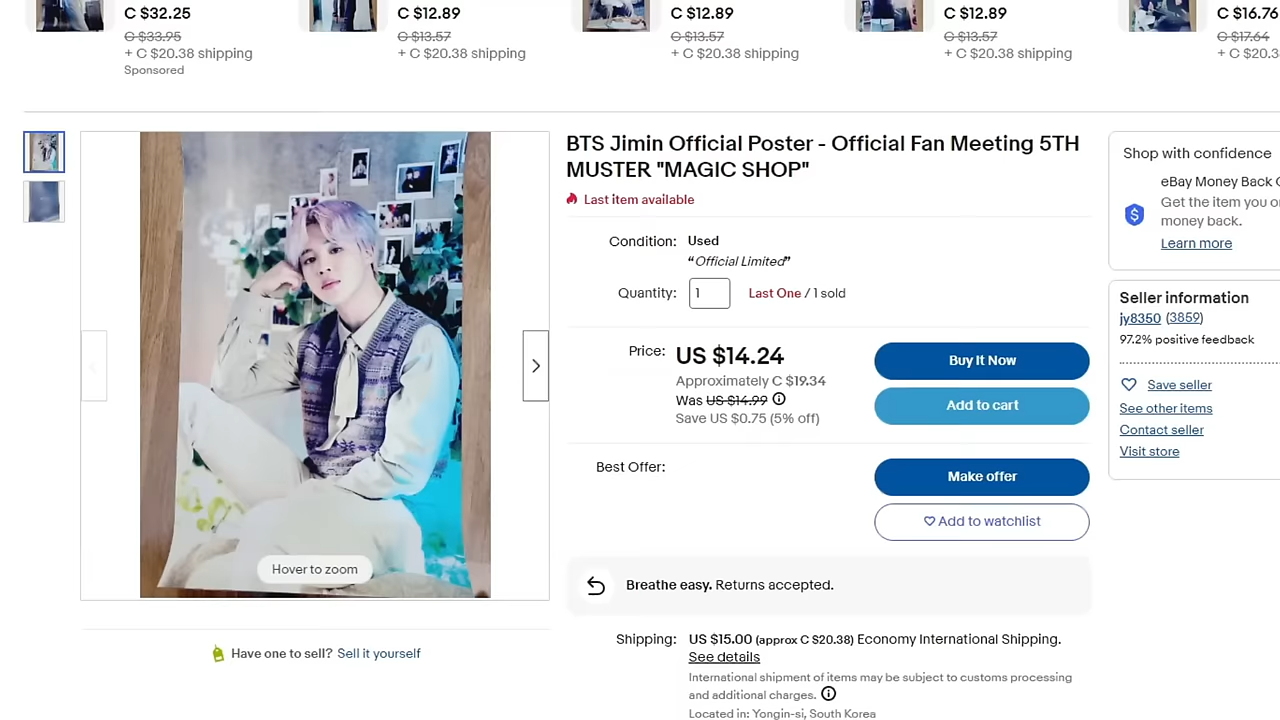 C $32.25
C $33.95
+ C $20.38 shipping
Sponsored
C $12.89
C $13.57
+ C $20.38 shipping
C $12.89
C $13.57
+ C $20.38 shipping
C $12.89
C $13.57
+ C $20.38 shipping
C $16.76
C $17.64
+ C $20.3
BTS Jimin Official Poster - Official Fan Meeting 5TH
MUSTER "MAGIC SHOP"
Last item available
Condition: Used
“Official Limited”
Quantity: 1 Last One / 1 sold
Price: US $14.24
Approximately C $19.34
Was US $14.99
Save US $0.75 (5% off)
Buy It Now
Add to cart
Best Offer:
Make offer
Add to watchlist
Breathe easy. Returns accepted.
Shipping: US $15.00 (approx C $20.38) Economy International Shipping.
See details
International shipment of items may be subject to customs processing
and additional charges.
Located in: Yongin-si, South Korea
Hover to zoom
Have one to sell? Sell it yourself
Shop with confidence
eBay Money Back
Get the item you
money back.
Learn more
Seller information
jy8350 (3859)
97.2% positive feedback
Save seller
See other items
Contact seller
Visit store